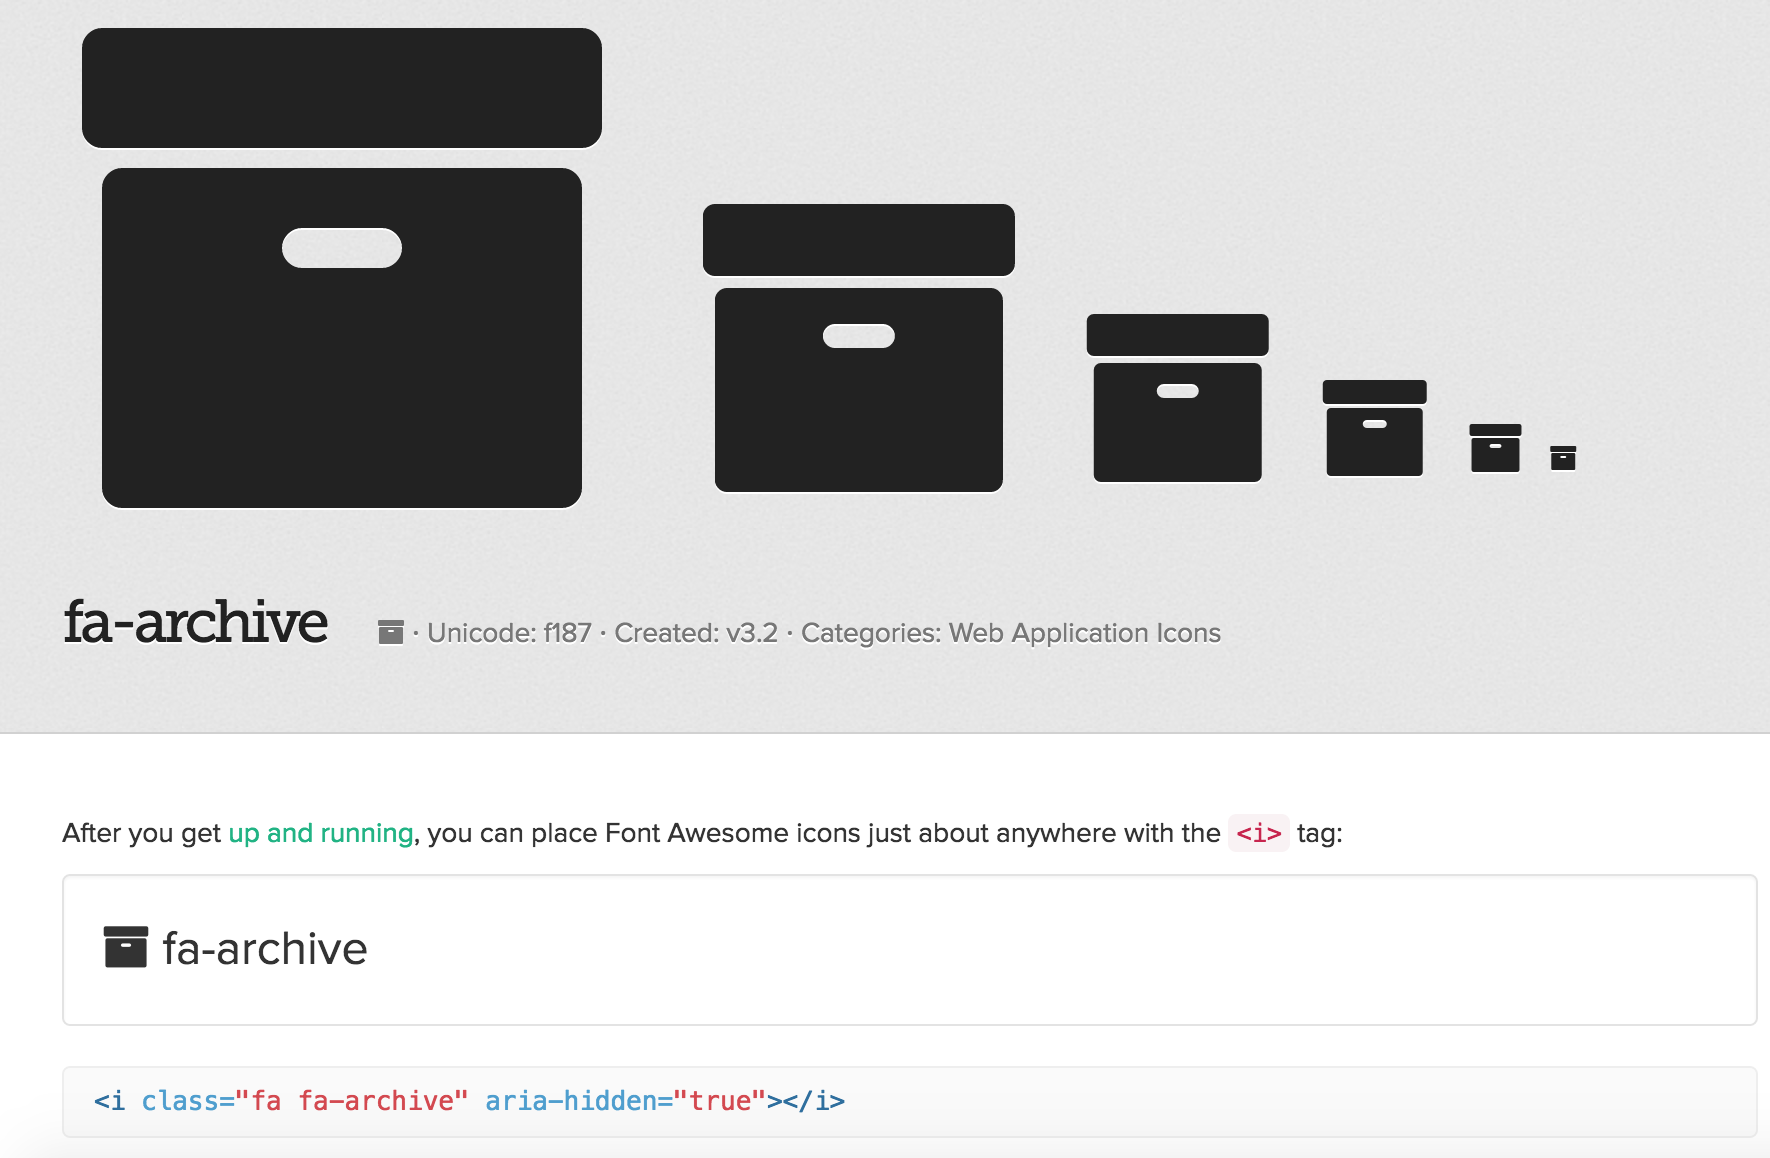 fa-archive
· Unicode: f187 · Created: v3.2 · Categories: Web Application Icons
After you get up and running, you can place Font Awesome icons just about anywhere with the <i> tag:
fa-archive
<i class="fa fa-archive" aria-hidden="true"></i>